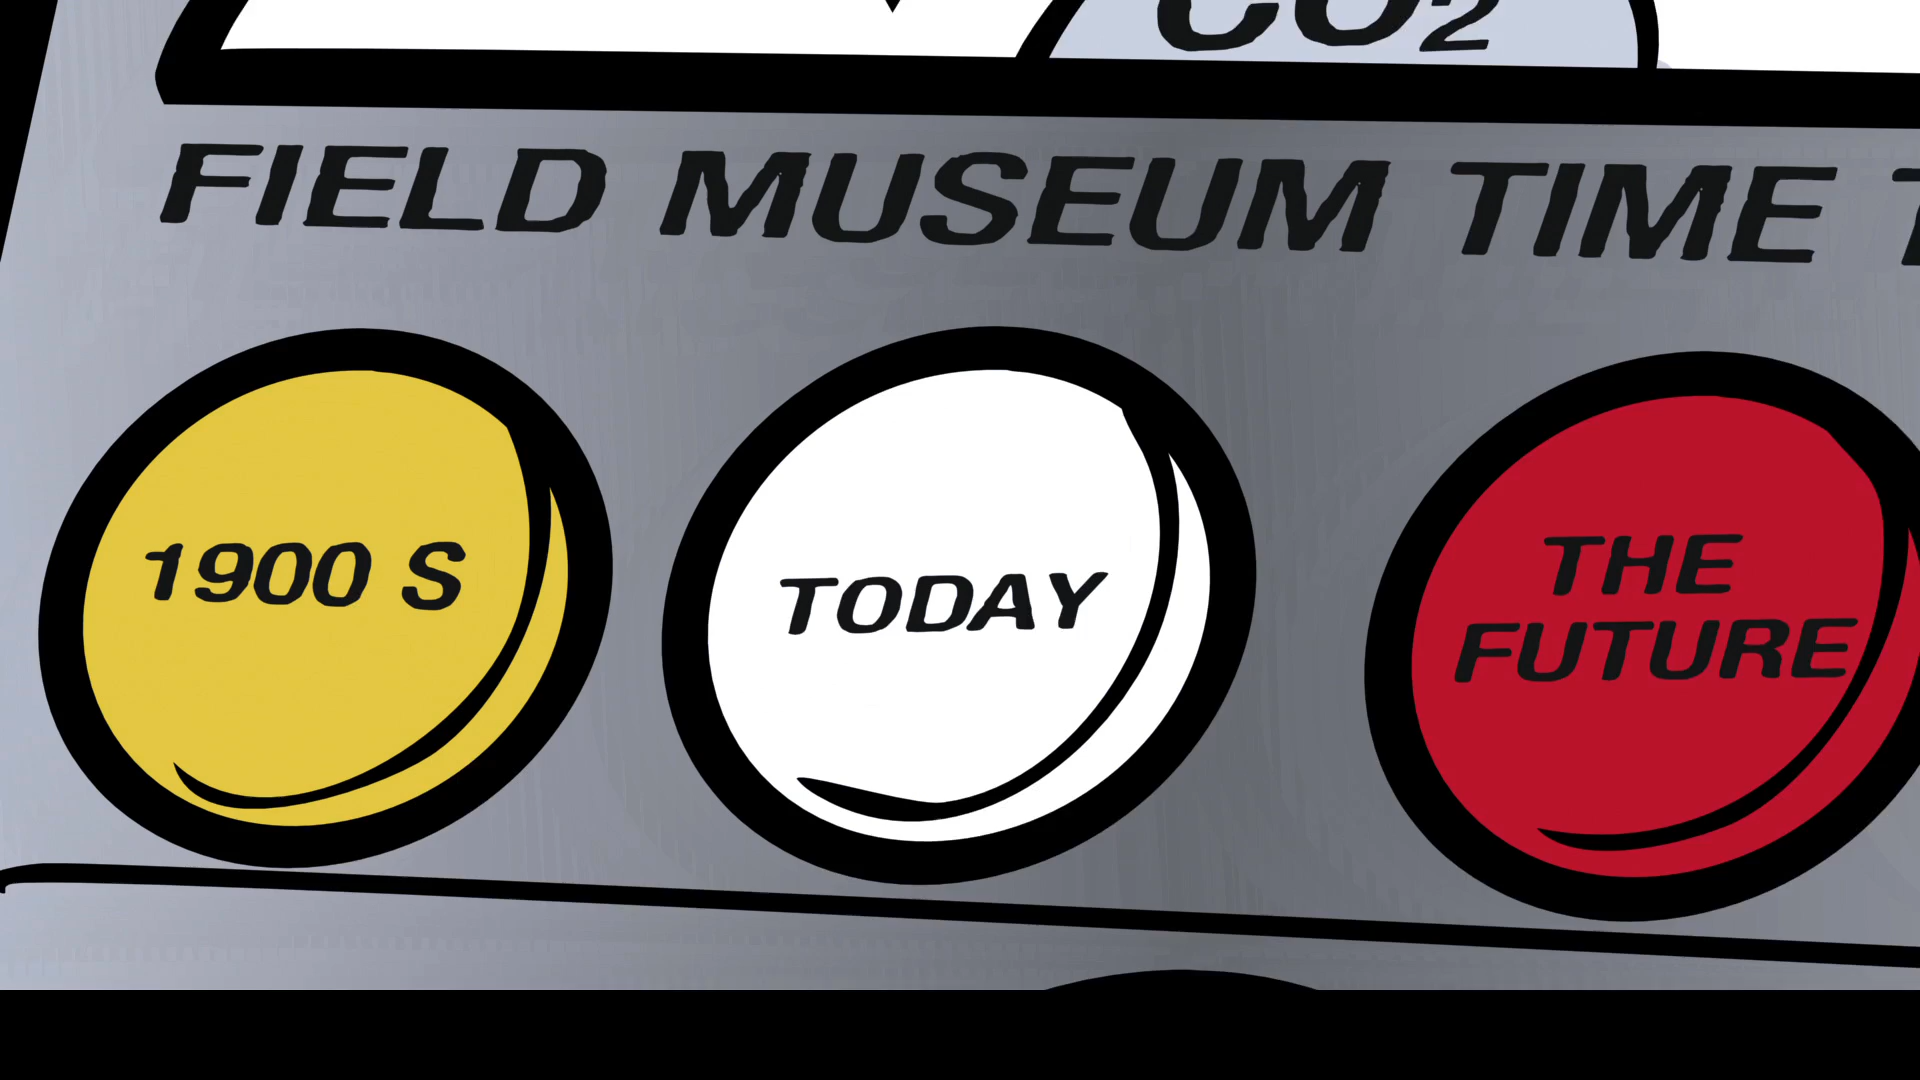 CO2
FIELD MUSEUM TIME
1900 S
TODAY
THE
FUTURE